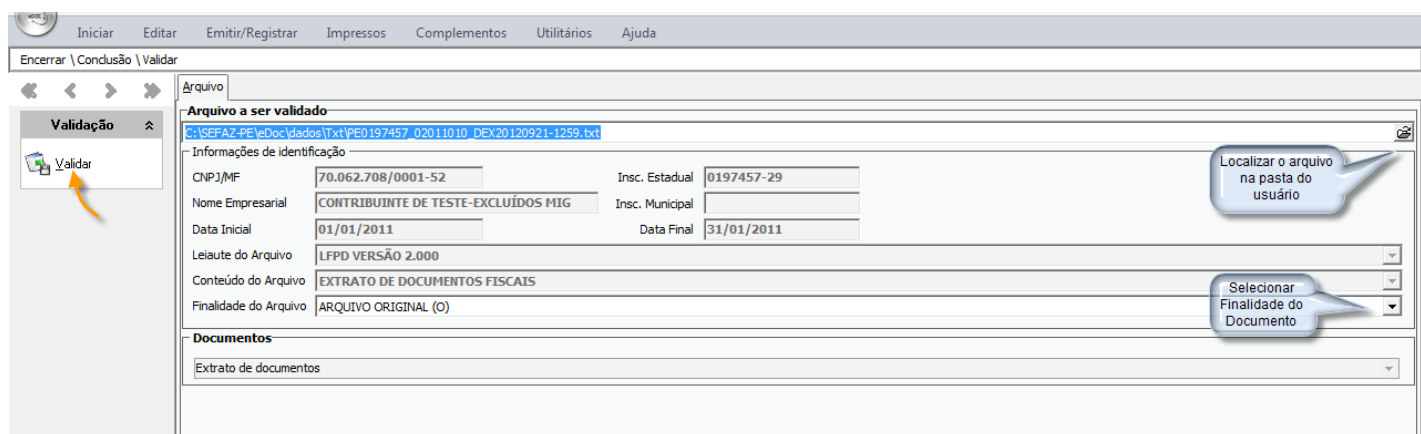 eDOC
Iniciar Editar Emitir/Registrar Impressos Complementos Utilitários Ajuda
Encerrar \ Conclusão \ Validar
Arquivo
Validação
Validar
Arquivo a ser validado
C:\SEFAZ-PE\eDoc\dados\Txt\PE0197457_02011010_DEX20120921-1259.txt
Informações de identificação
CNPJ/MF 70.062.708/0001-52 Insc. Estadual 0197457-29
Nome Empresarial CONTRIBUINTE DE TESTE-EXCLUÍDOS MIG Insc. Municipal
Data Inicial 01/01/2011 Data Final 31/01/2011
Leiaute do Arquivo LFPD VERSÃO 2.000
Conteúdo do Arquivo EXTRATO DE DOCUMENTOS FISCAIS
Finalidade do Arquivo ARQUIVO ORIGINAL (O)
Localizar o arquivo
na pasta do
usuário
Selecionar
Finalidade do
Documento
Documentos
Extrato de documentos